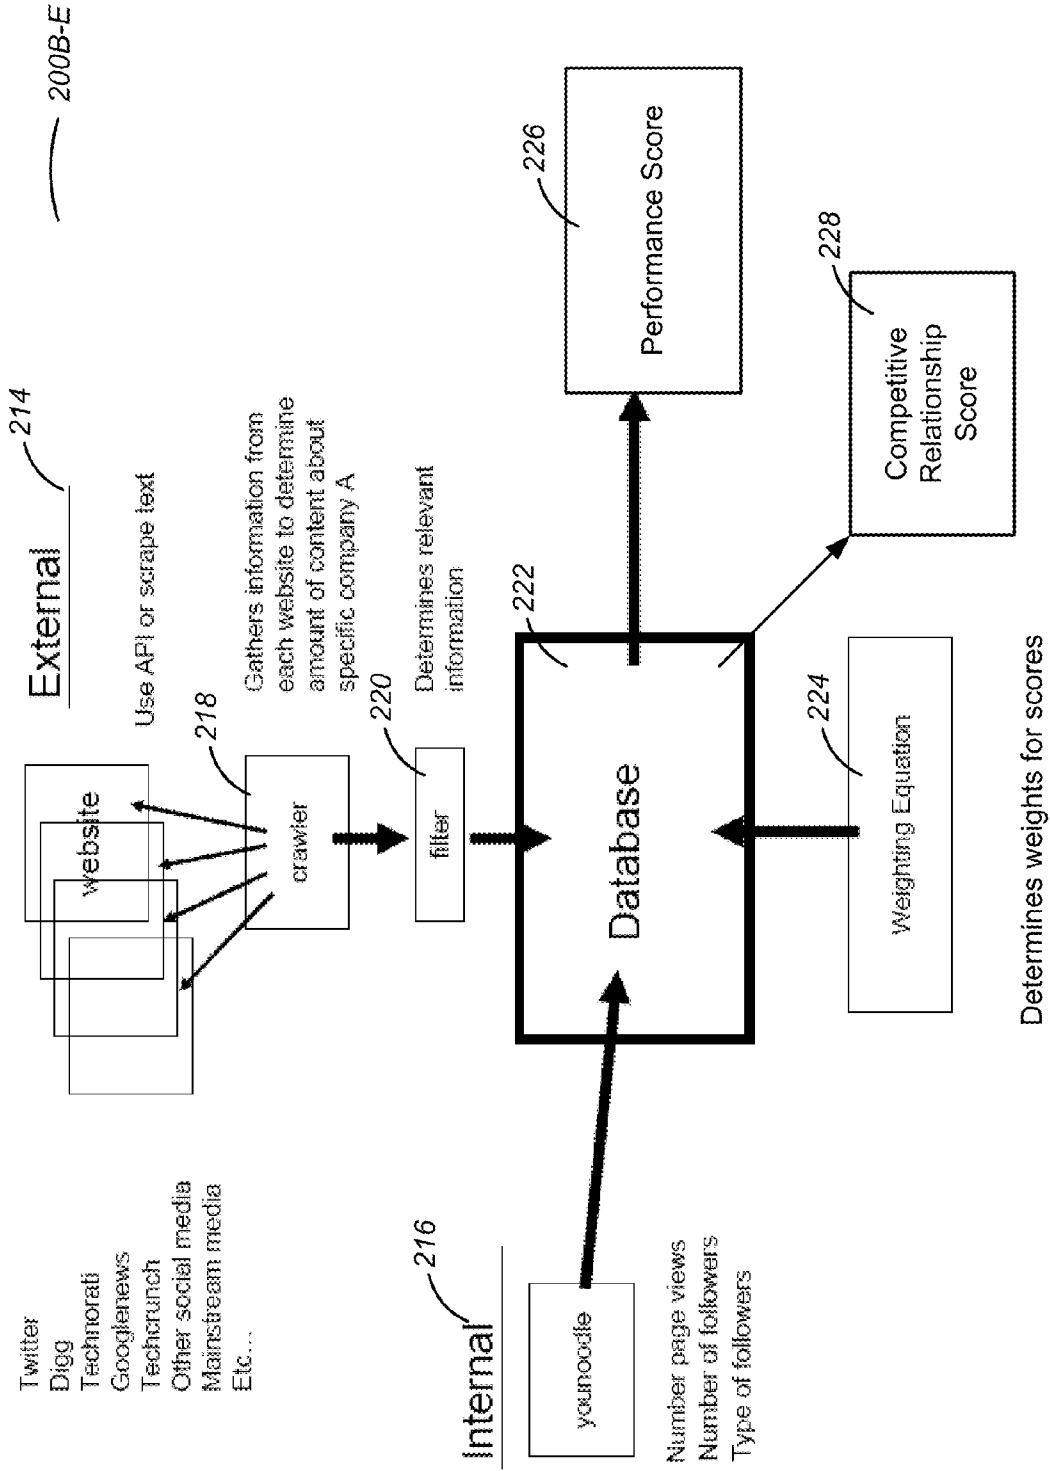 200B-E
External
214
Twitter
Digg
Technorati
Googlenews
Techcrunch
Other social media
Mainstream media
Etc...
website
Use API or scrape text
218
crawler
Gathers information from
each website to determine
amount of content about
specific company A
220
filter
Determines relevant
information
Internal
216
younoodle
Number page views
Number of followers
Type of followers
222
Database
226
Performance Score
228
Competitive
Relationship
Score
224
Weighting Equation
Determines weights for scores